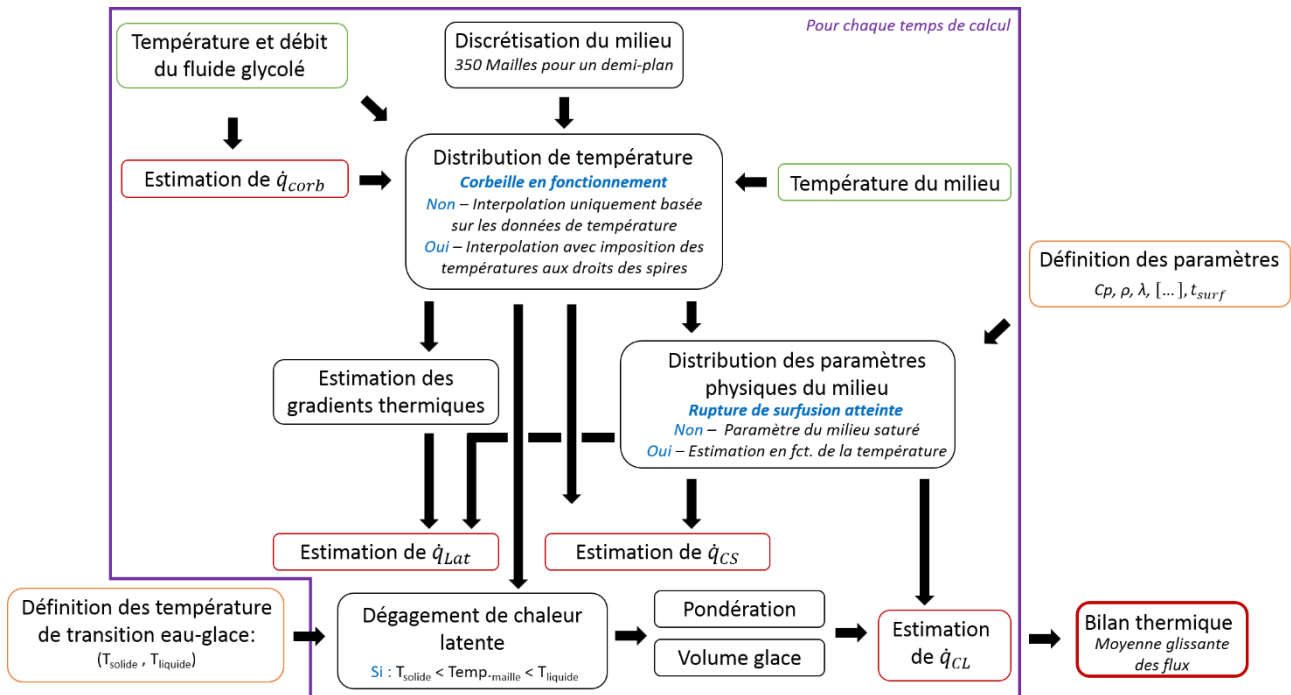 Pour chaque temps de calcul
Température et débit
du fluide glycolé
Discrétisation du milieu
350 Mailles pour un demi-plan
Estimation de q̇corb
Distribution de température
Corbeille en fonctionnement
Non – Interpolation uniquement basée
sur les données de température
Oui – Interpolation avec imposition des
températures aux droits des spires
Température du milieu
Définition des paramètres
Cp, ρ, λ, [...], tsurf
Estimation des
gradients thermiques
Distribution des paramètres
physiques du milieu
Rupture de surfusion atteinte
Non – Paramètre du milieu saturé
Oui – Estimation en fct. de la température
Estimation de q̇Lat
Estimation de q̇CS
Définition des température
de transition eau-glace:
(Tsolide , Tliquide)
Dégagement de chaleur
latente
Si : Tsolide < Temp.maille < Tliquide
Pondération
Volume glace
Estimation
de q̇CL
Bilan thermique
Moyenne glissante
des flux